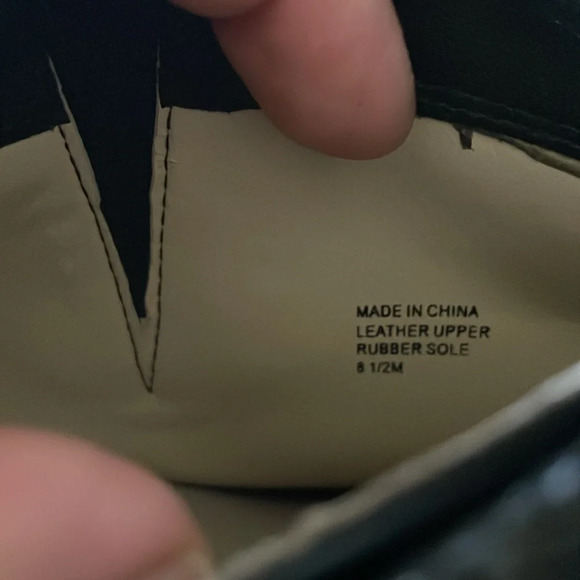 MADE IN CHINA
LEATHER UPPER
RUBBER SOLE
8 1/2M